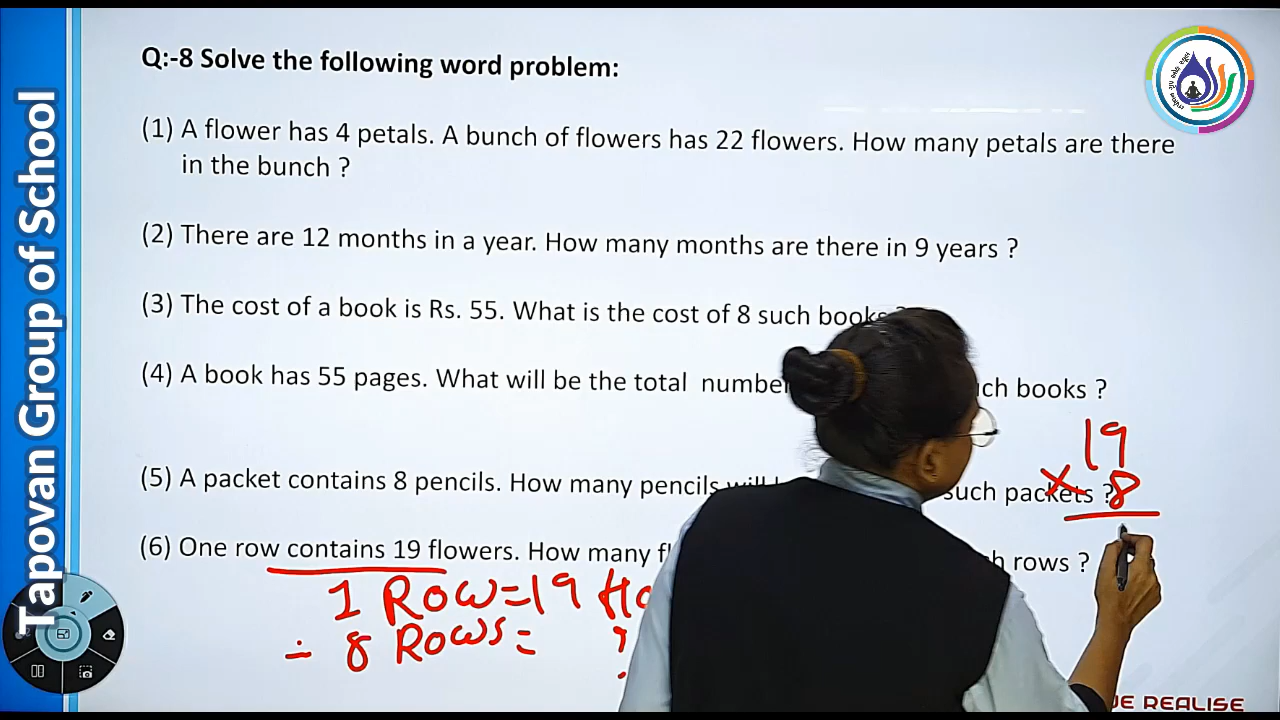 Tapovan Group of School
Q:-8 Solve the following word problem:
(1) A flower has 4 petals. A bunch of flowers has 22 flowers. How many petals are there
in the bunch ?
(2) There are 12 months in a year. How many months are there in 9 years ?
(3) The cost of a book is Rs. 55. What is the cost of 8 such books ?
(4) A book has 55 pages. What will be the total number ch books ?
19
(5) A packet contains 8 pencils. How many pencils will such packets ?
× 8
(6) One row contains 19 flowers. How many fl rows ?
1 Row = 19
∴ 8 Rows = ?
UE REALISE